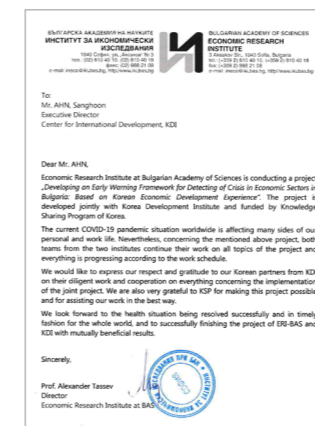 БЪЛГАРСКА АКАДЕМИЯ НА НАУКИТЕ
ИНСТИТУТ ЗА ИКОНОМИЧЕСКИ
ИЗСЛЕДВАНИЯ
BULGARIAN ACADEMY OF SCIENCES
ECONOMIC RESEARCH
INSTITUTE
To:
Mr. AHN, Sanghoon
Executive Director
Center for International Development, KDI
Dear Mr. AHN,
Economic Research Institute at Bulgarian Academy of Sciences is conducting a project
„Developing an Early Warning Framework for Detecting of Crisis in Economic Sectors in
Bulgaria: Based on Korean Economic Development Experience". The project is
developed jointly with Korea Development Institute and funded by Knowledge
Sharing Program of Korea.
The current COVID-19 pandemic situation worldwide is affecting many sides of our
personal and work life. Nevertheless, concerning the mentioned above project, both
teams from the two institutes continue their work on all topics of the project and
everything is progressing according to the work schedule.
We would like to express our respect and gratitude to our Korean partners from KDI
on their diligent work and cooperation on everything concerning the implementation
of the joint project. We are also very grateful to KSP for making this project possible
and for assisting our work in the best way.
We look forward to the health situation being resolved successfully and in timely
fashion for the whole world, and to successfully finishing the project of ERI-BAS and
KDI with mutually beneficial results.
Sincerely,
Prof. Alexander Tassev
Director
Economic Research Institute at BAS